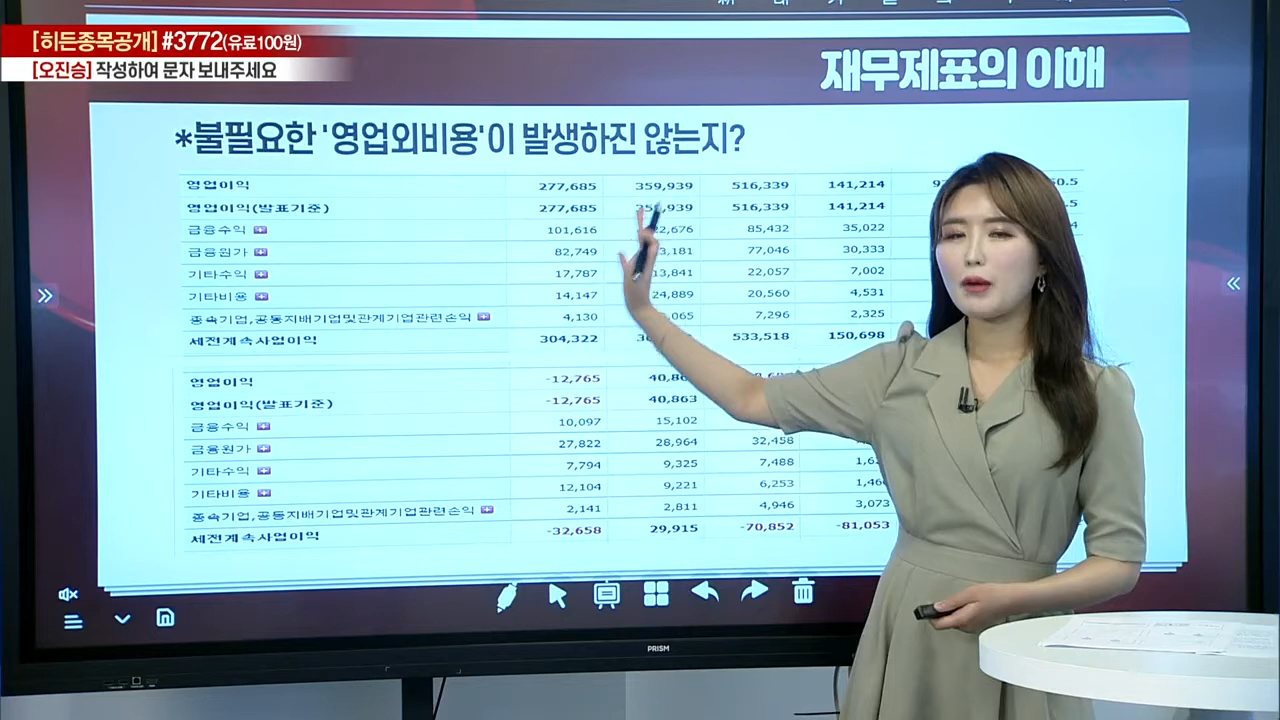 [히든종목공개] #3772(유료100원)
[오진승] 작성하여 문자 보내주세요
재무제표의 이해
*불필요한 '영업외비용'이 발생하진 않는지?
영업이익 277,685 359,939 516,339 141,214
영업이익(발표기준) 277,685 359,939 516,339 141,214
금융수익 101,616 85,432 35,022
금융원가 82,749 77,046 30,333
기타수익 17,787 13,841 22,057 7,002
기타비용 14,147 24,889 20,560 4,531
종속기업,공동지배기업및관계기업관련손익 4,130 7,296 2,325
세전계속사업이익 304,322 533,518 150,698
영업이익 -12,765
영업이익(발표기준) -12,765 40,863
금융수익 10,097 15,102
금융원가 27,822 28,964 32,458
기타수익 7,794 9,325 7,488
기타비용 12,104 9,221 6,253
종속기업,공동지배기업및관계기업관련손익 2,141 2,811 4,946 3,073
세전계속사업이익 -32,658 29,915 -70,852 -81,053
PRISM